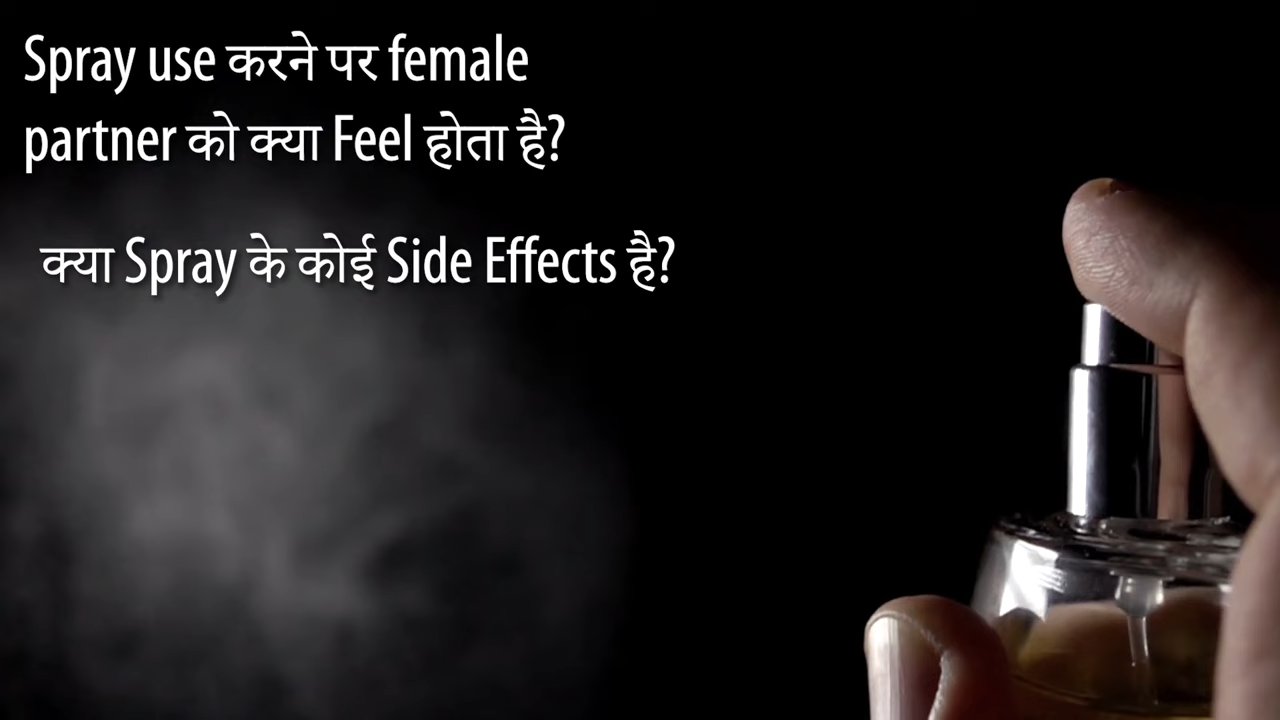 Spray use करने पर female
partner को क्या Feel होता है?
क्या Spray के कोई Side Effects है?